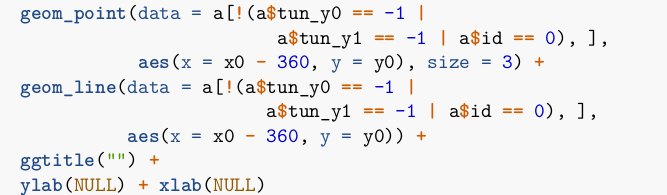 geom_point(data = a[!(a$tun_y0 == -1 |
a$tun_y1 == -1 | a$id == 0), ],
aes(x = x0 - 360, y = y0), size = 3) +
geom_line(data = a[!(a$tun_y0 == -1 |
a$tun_y1 == -1 | a$id == 0), ],
aes(x = x0 - 360, y = y0)) +
ggtitle("") +
ylab(NULL) + xlab(NULL)